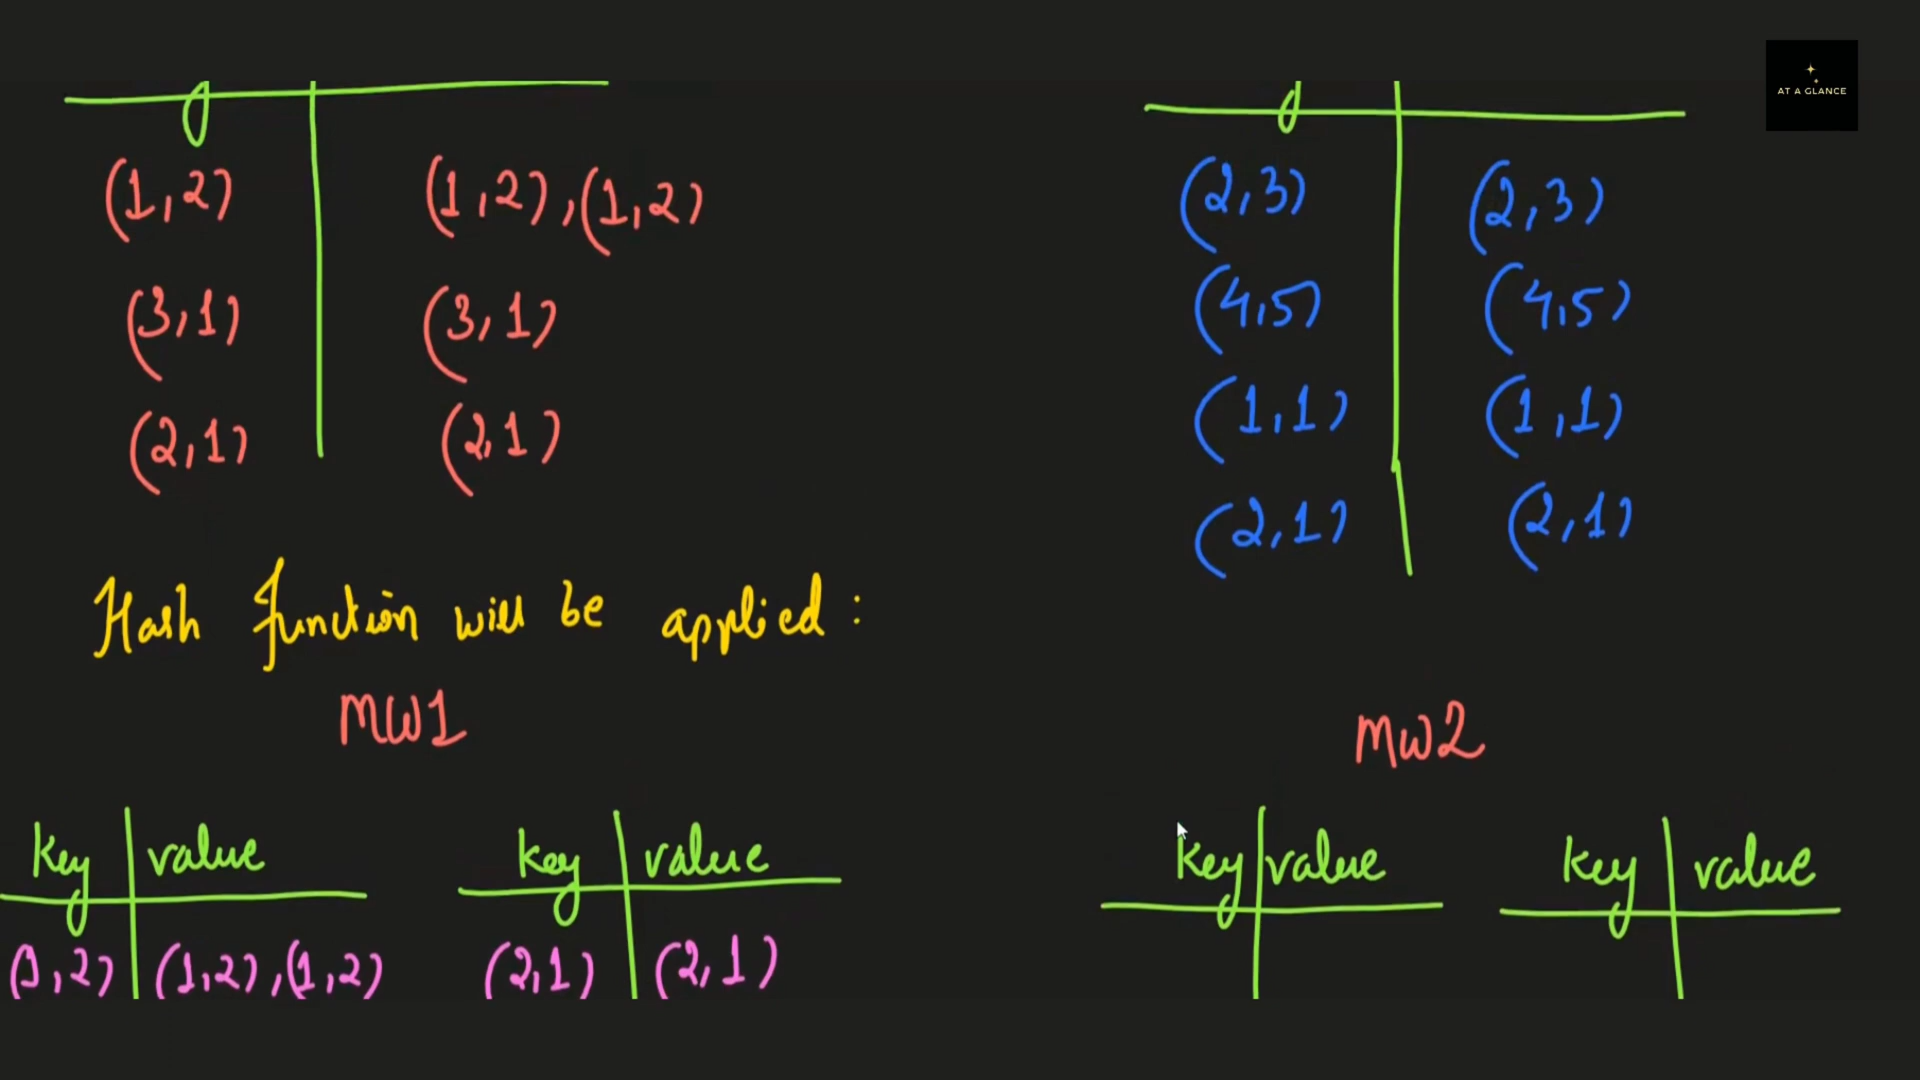 AT A GLANCE
(1,2) (1,2),(1,2)
(3,1) (3,1)
(2,1) (2,1)
(2,3) (2,3)
(4,5) (4,5)
(1,1) (1,1)
(2,1) (2,1)
Hash function will be applied:
MW1
key value key value
(1,2) (1,2),(1,2) (2,1) (2,1)
MW2
key value key value